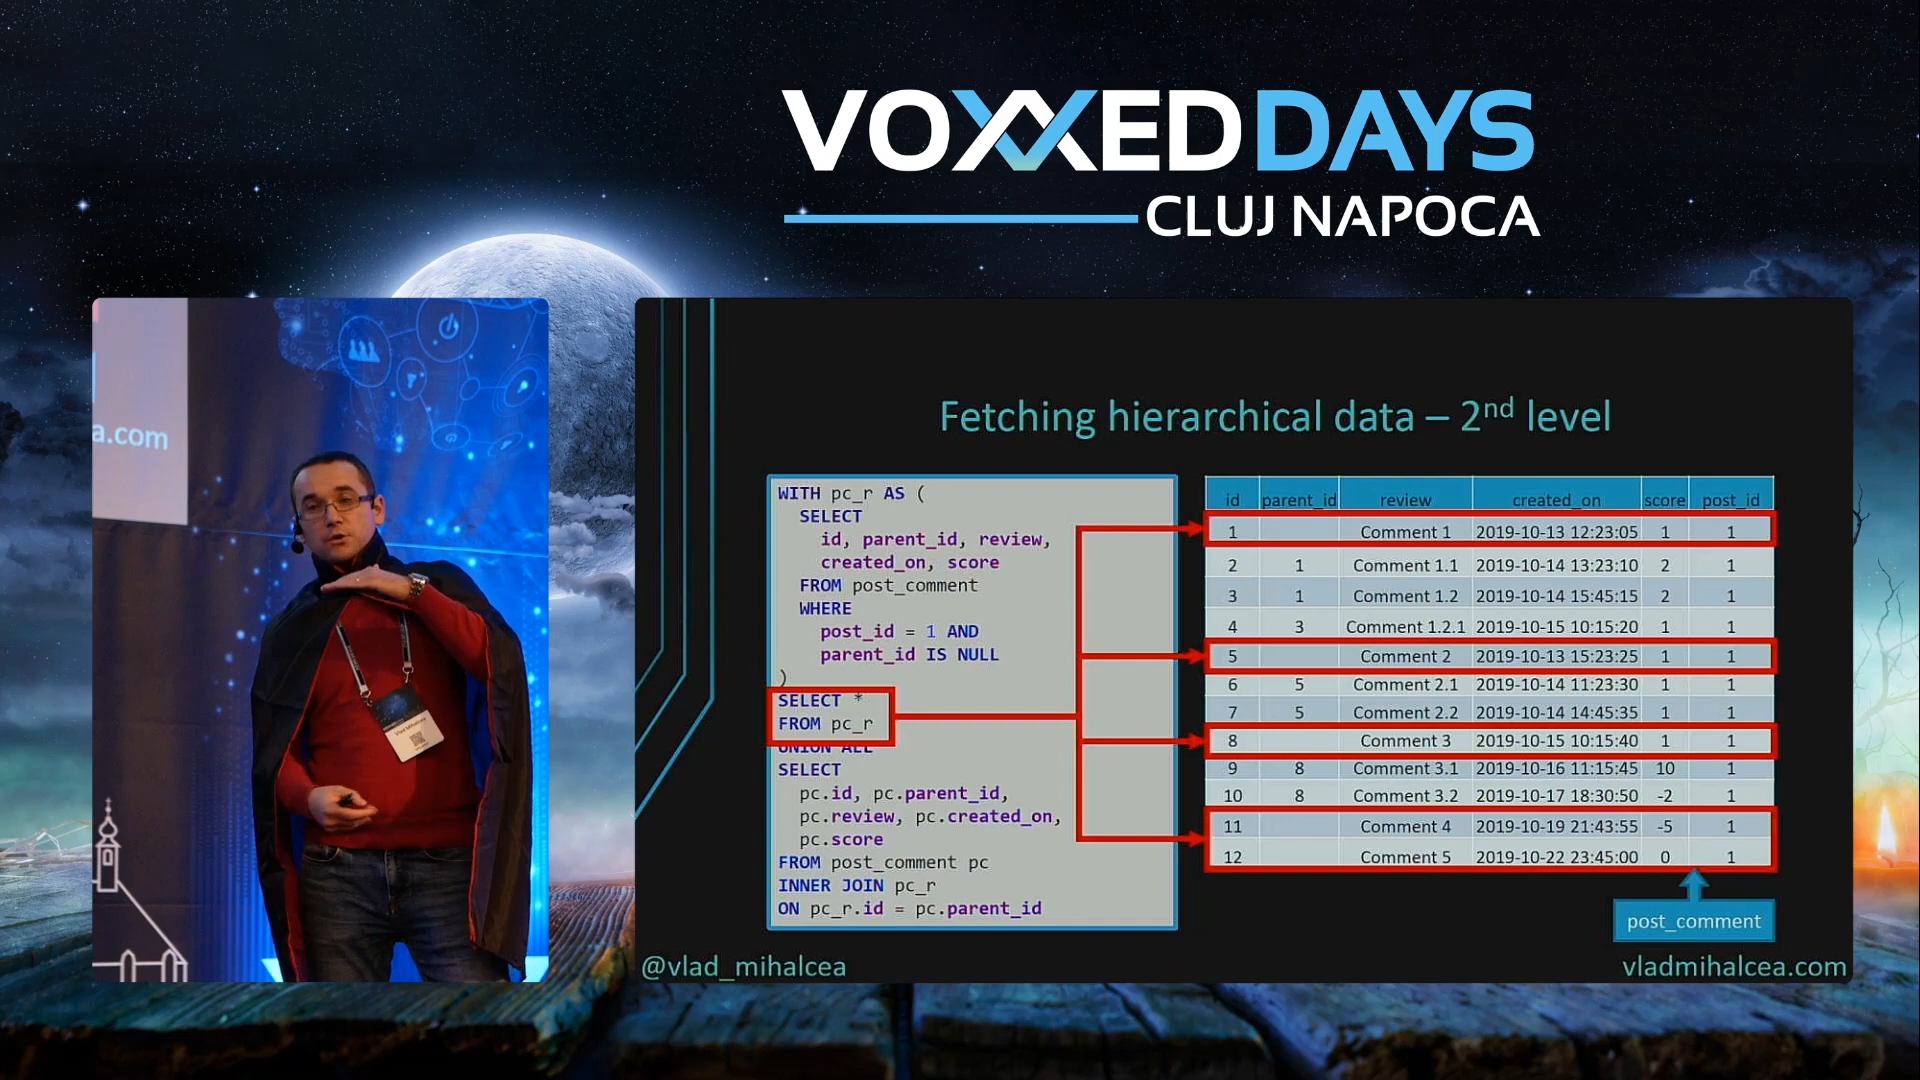 VOXXED DAYS
CLUJ NAPOCA
a.com
Vlad Mihalcea
Fetching hierarchical data – 2nd level
WITH pc_r AS (
SELECT
id, parent_id, review,
created_on, score
FROM post_comment
WHERE
post_id = 1 AND
parent_id IS NULL
)
SELECT *
FROM pc_r
UNION ALL
SELECT
pc.id, pc.parent_id,
pc.review, pc.created_on,
pc.score
FROM post_comment pc
INNER JOIN pc_r
ON pc_r.id = pc.parent_id
id parent_id review created_on score post_id
1 Comment 1 2019-10-13 12:23:05 1 1
2 1 Comment 1.1 2019-10-14 13:23:10 2 1
3 1 Comment 1.2 2019-10-14 15:45:15 2 1
4 3 Comment 1.2.1 2019-10-15 10:15:20 1 1
5 Comment 2 2019-10-13 15:23:25 1 1
6 5 Comment 2.1 2019-10-14 11:23:30 1 1
7 5 Comment 2.2 2019-10-14 14:45:35 1 1
8 Comment 3 2019-10-15 10:15:40 1 1
9 8 Comment 3.1 2019-10-16 11:15:45 10 1
10 8 Comment 3.2 2019-10-17 18:30:50 -2 1
11 Comment 4 2019-10-19 21:43:55 -5 1
12 Comment 5 2019-10-22 23:45:00 0 1
post_comment
@vlad_mihalcea
vladmihalcea.com